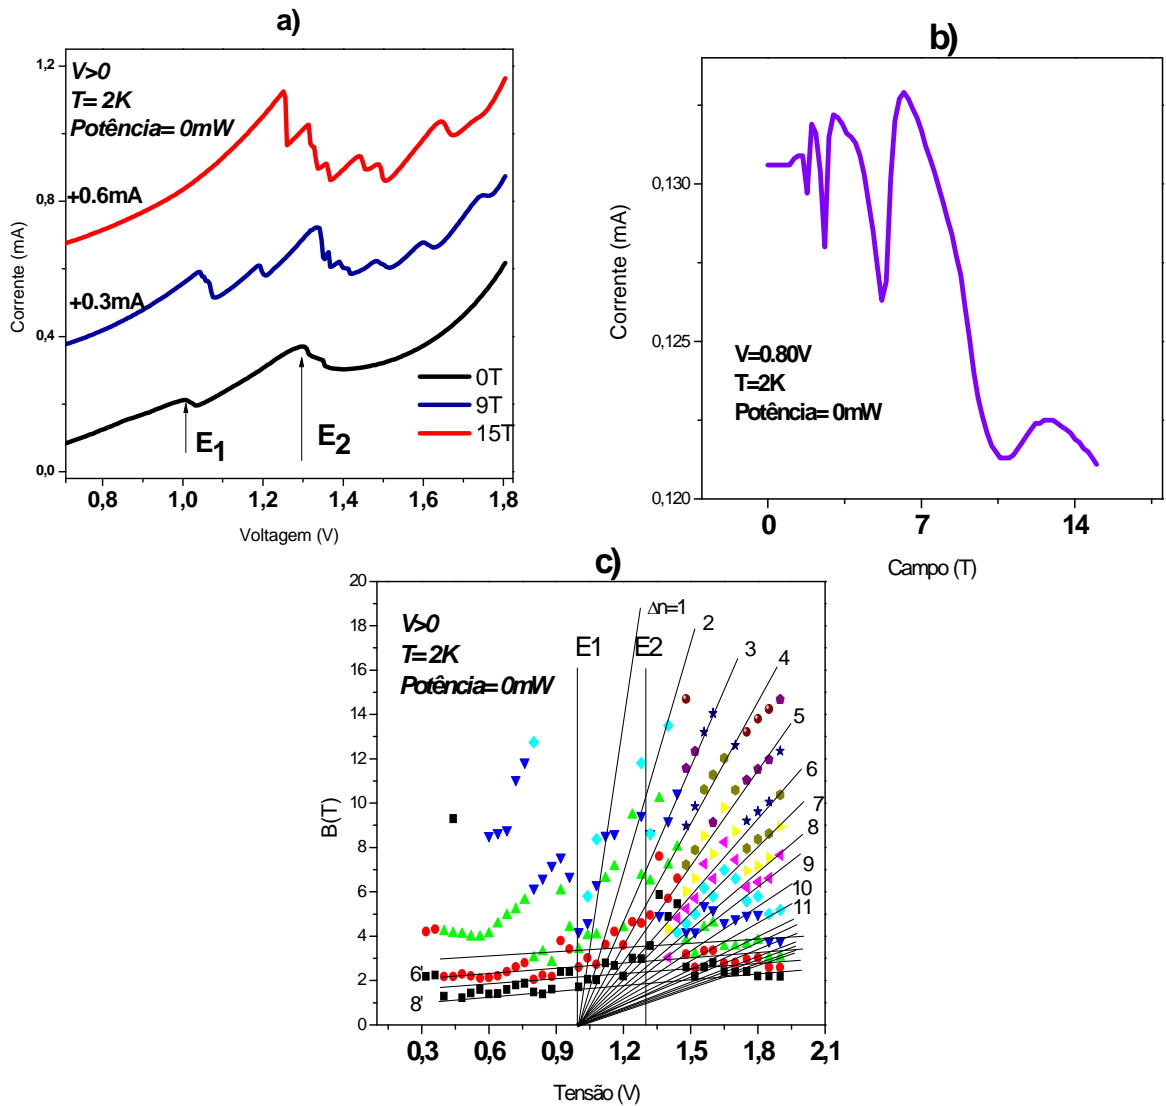 a)
V>0
T= 2K
Potência= 0mW
+0.6mA
+0.3mA
E1
E2
0T
9T
15T
1,2
0,8
0,4
0,0
Corrente (mA)
0,8 1,0 1,2 1,4 1,6 1,8
Voltagem (V)
b)
0,130
0,125
0,120
Corrente (mA)
V=0.80V
T=2K
Potência= 0mW
0 7 14
Campo (T)
c)
V>0
T= 2K
Potência= 0mW
E1 E2
Δn=1
2
3
4
5
6
7
8
9
10
11
6'
8'
20
18
16
14
12
10
8
6
4
2
0
B(T)
0,3 0,6 0,9 1,2 1,5 1,8 2,1
Tensão (V)